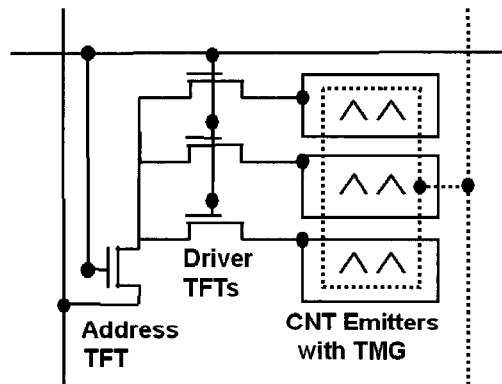 Driver
TFTs
Address
TFT
CNT Emitters
with TMG